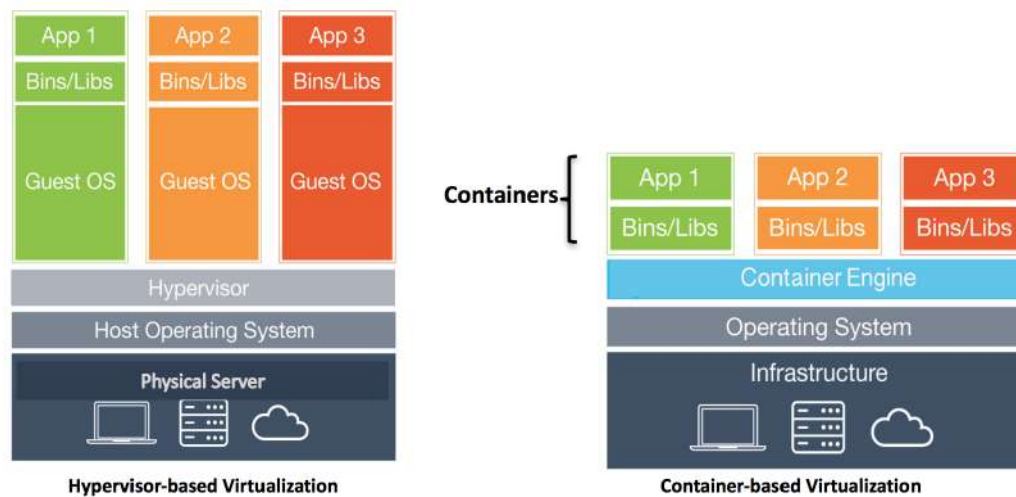 App 1
App 2
App 3
Bins/Libs
Bins/Libs
Bins/Libs
Guest OS
Guest OS
Guest OS
Hypervisor
Host Operating System
Physical Server
Hypervisor-based Virtualization
Containers
App 1
App 2
App 3
Bins/Libs
Bins/Libs
Bins/Libs
Container Engine
Operating System
Infrastructure
Container-based Virtualization